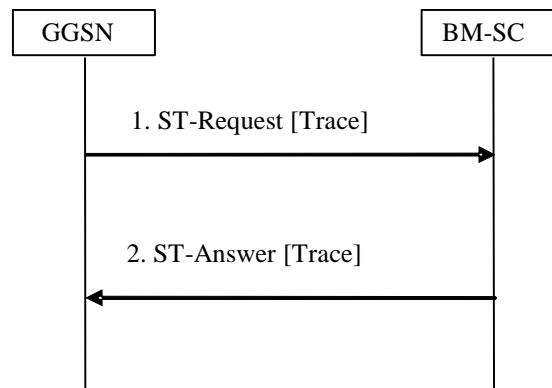 GGSN
BM-SC
1. ST-Request [Trace]
2. ST-Answer [Trace]